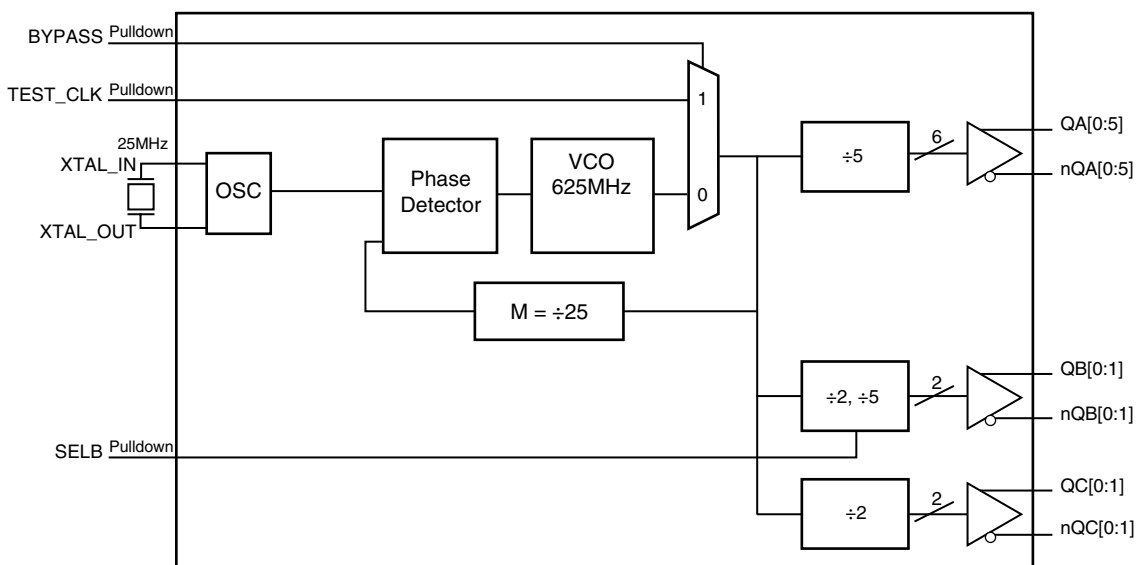 BYPASS Pulldown
TEST_CLK Pulldown
1
25MHz
XTAL_IN
XTAL_OUT
OSC
Phase
Detector
VCO
625MHz
0
÷5
6
QA[0:5]
nQA[0:5]
M = ÷25
÷2, ÷5
2
QB[0:1]
nQB[0:1]
SELB Pulldown
÷2
2
QC[0:1]
nQC[0:1]